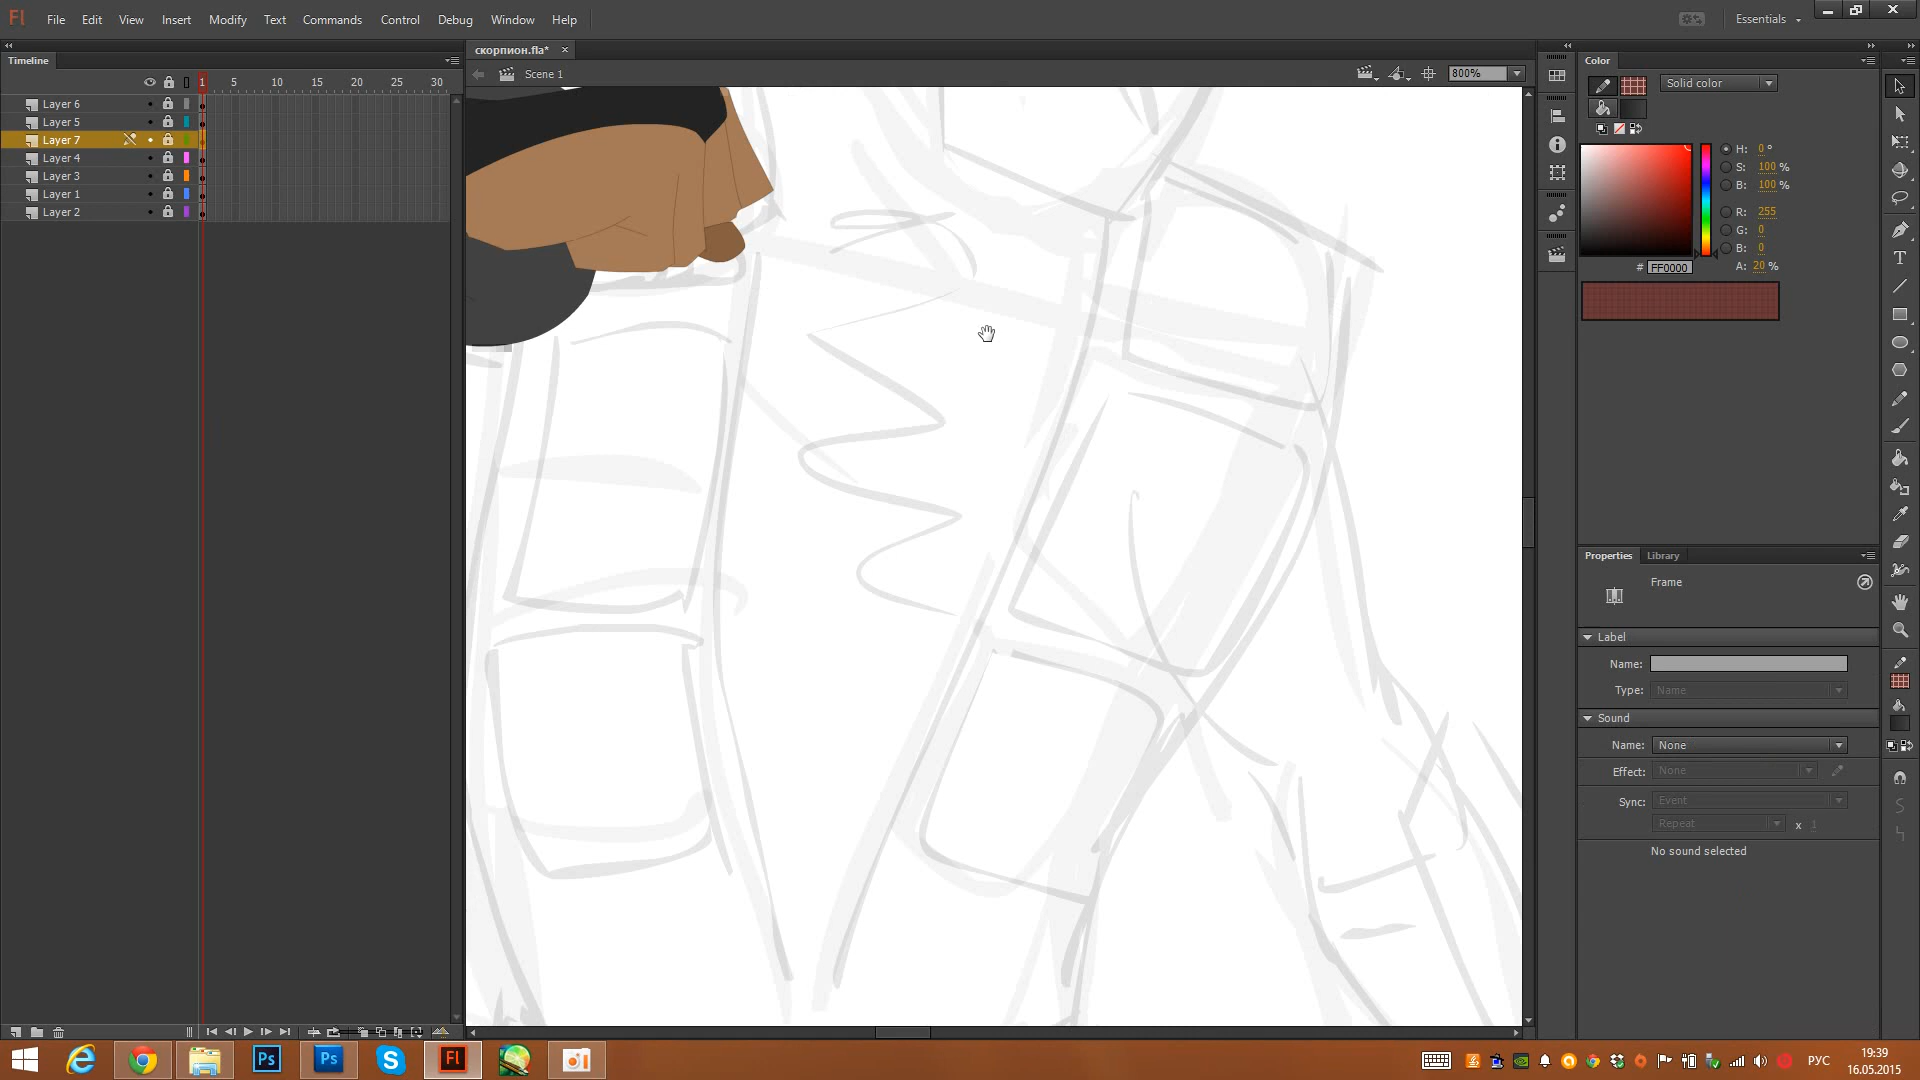 Fl File Edit View Insert Modify Text Commands Control Debug Window Help Essentials
Timeline
скорпион.fla* ×
Color
Scene 1 800%
1 5 10 15 20 25 30
Solid color
Layer 6
Layer 5
Layer 7
Layer 4
Layer 3
Layer 1
Layer 2
H: 0 °
S: 100 %
B: 100 %
R: 255
G: 0
B: 0
# FF0000 A: 20 %
T
Properties Library
Frame
Label
Name:
Type: Name
Sound
Name: None
Effect: None
Sync: Event
Repeat x 1
No sound selected
Ps Ps Fl
РУС
19:39
16.05.2015